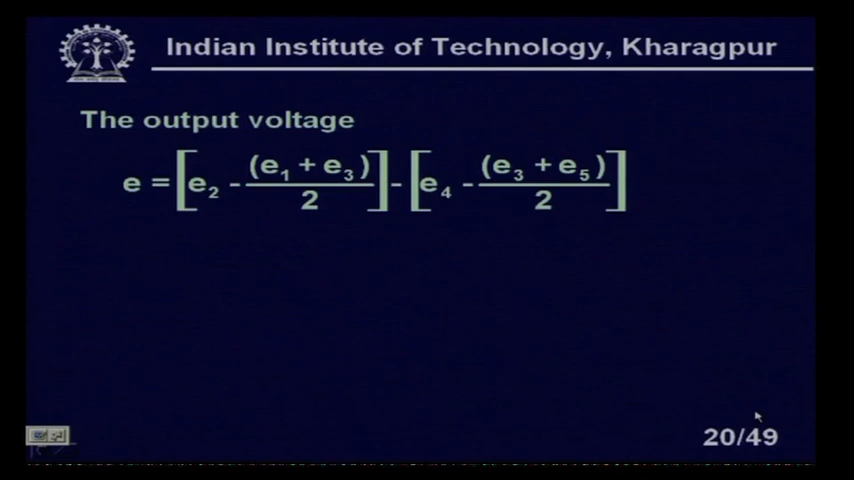 Indian Institute of Technology, Kharagpur
The output voltage
e = [e₂ - (e₁ + e₃)/2] - [e₄ - (e₃ + e₅)/2]
20/49